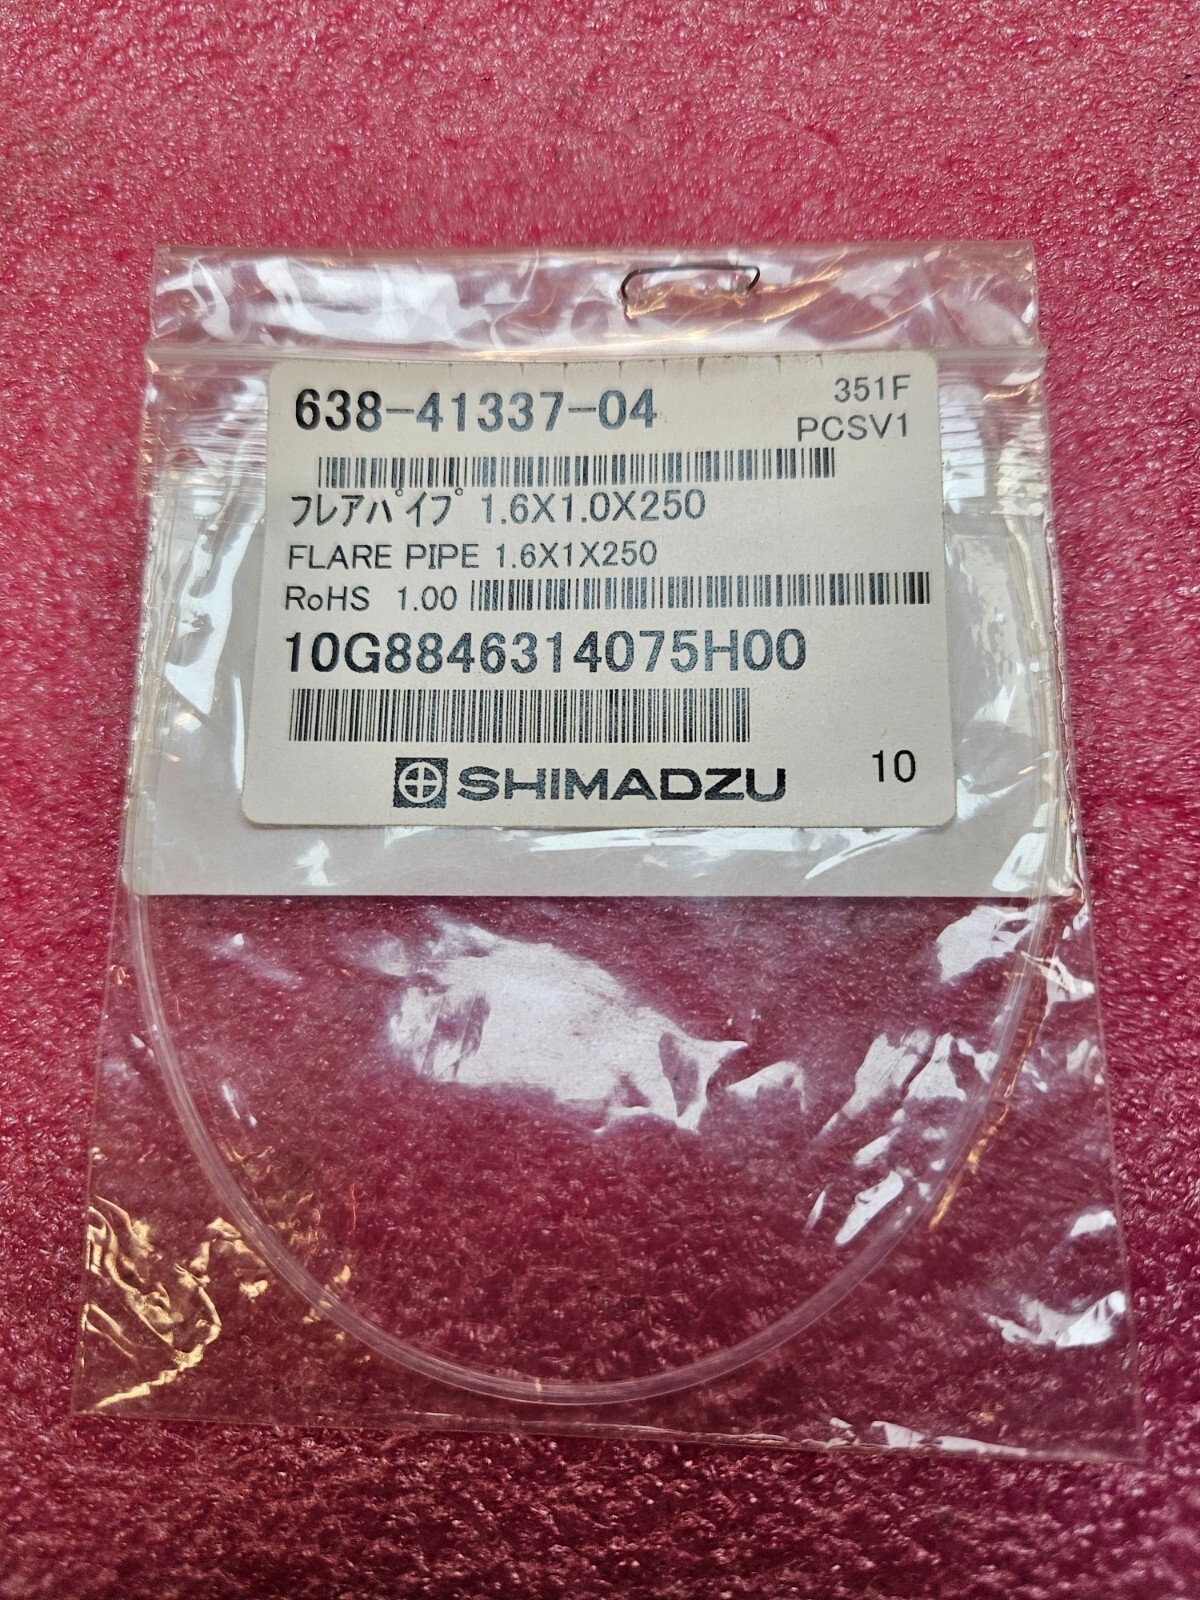 638-41337-04
351F
PCSV1
フレアパイプ 1.6X1.0X250
FLARE PIPE 1.6X1X250
RoHS 1.00
10G8846314075H00
SHIMADZU
10